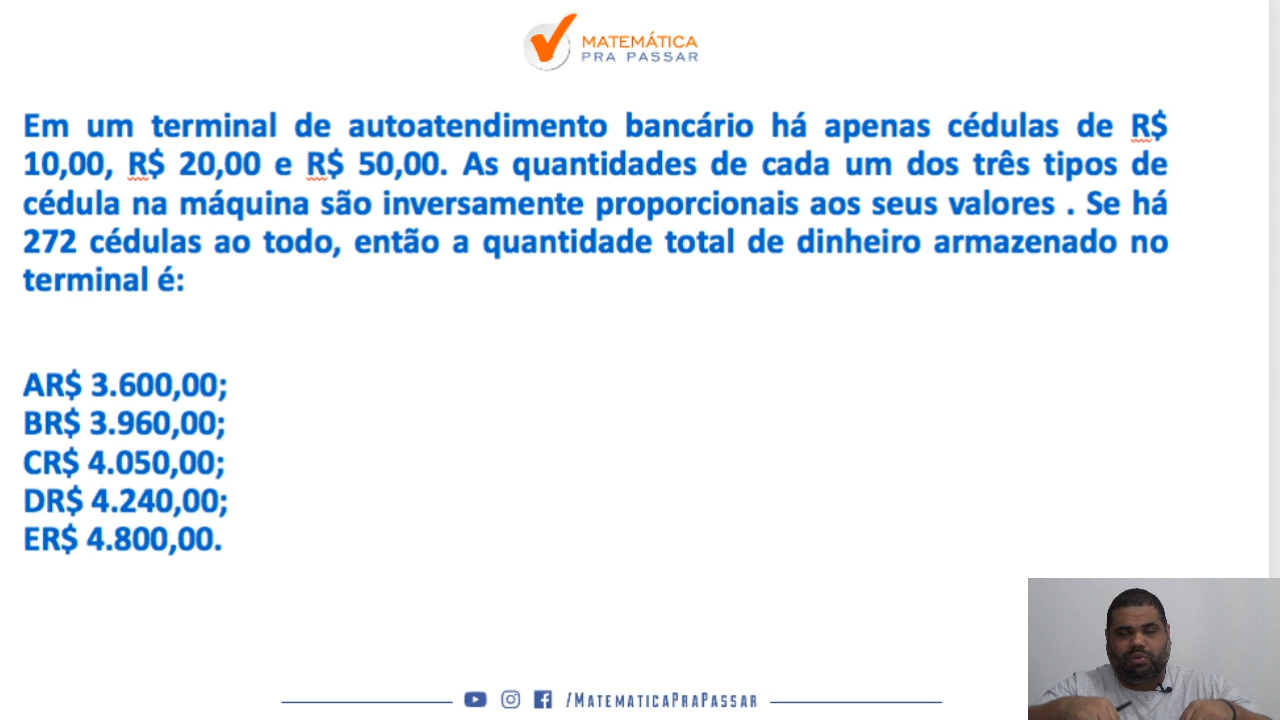 MATEMÁTICA
PRA PASSAR
Em um terminal de autoatendimento bancário há apenas cédulas de R$
10,00, R$ 20,00 e R$ 50,00. As quantidades de cada um dos três tipos de
cédula na máquina são inversamente proporcionais aos seus valores . Se há
272 cédulas ao todo, então a quantidade total de dinheiro armazenado no
terminal é:
AR$ 3.600,00;
BR$ 3.960,00;
CR$ 4.050,00;
DR$ 4.240,00;
ER$ 4.800,00.
/MATEMATICAPRAPASSAR